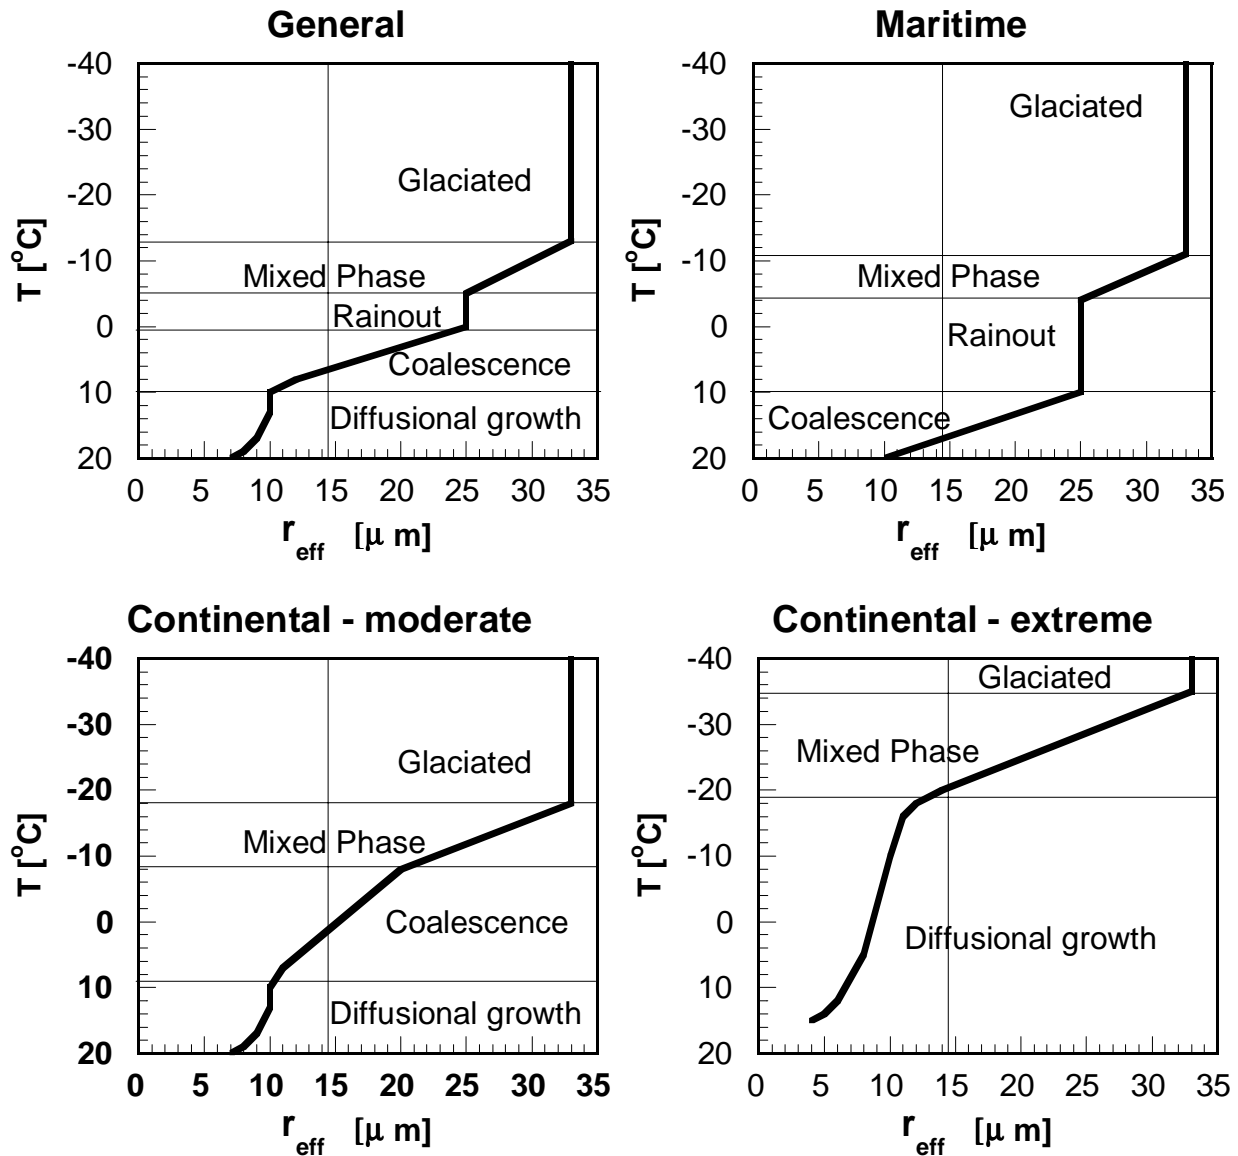 General
-40
-30
-20
-10
0
10
20
T [°C]
Glaciated
Mixed Phase
Rainout
Coalescence
Diffusional growth
0 5 10 15 20 25 30 35
r eff [μ m]
Maritime
-40
-30
-20
-10
0
10
20
T [°C]
Glaciated
Mixed Phase
Rainout
Coalescence
0 5 10 15 20 25 30 35
r eff [μ m]
Continental - moderate
-40
-30
-20
-10
0
10
20
T [°C]
Glaciated
Mixed Phase
Coalescence
Diffusional growth
0 5 10 15 20 25 30 35
r eff [μ m]
Continental - extreme
-40
-30
-20
-10
0
10
20
T [°C]
Glaciated
Mixed Phase
Diffusional growth
0 5 10 15 20 25 30 35
r eff [μ m]